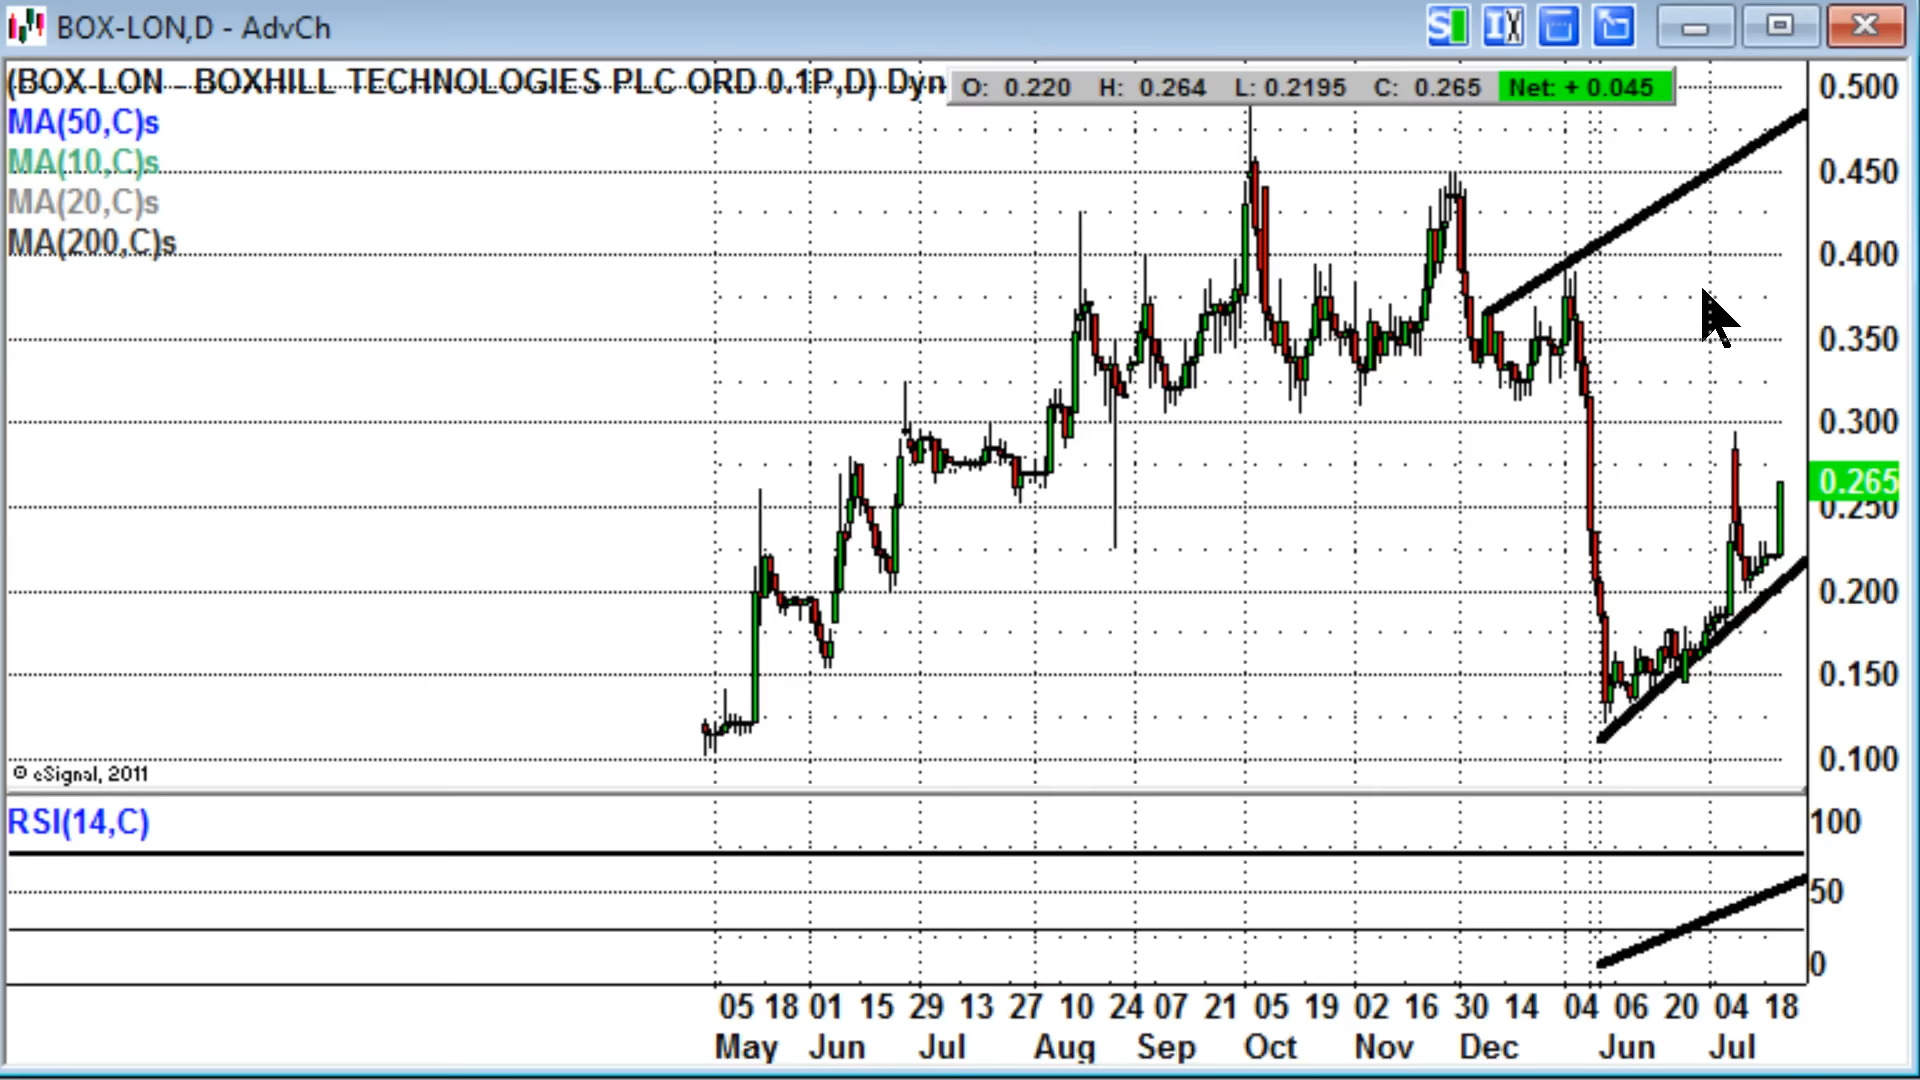 BOX-LON,D - AdvCh
(BOX-LON - BOXHILL TECHNOLOGIES PLC ORD 0.1P,D) Dyn
O: 0.220 H: 0.264 L: 0.2195 C: 0.265 Net: + 0.045
MA(50,C)s
MA(10,C)s
MA(20,C)s
MA(200,C)s
0.500
0.450
0.400
0.350
0.300
0.265
0.250
0.200
0.150
0.100
© eSignal, 2011
RSI(14,C)
100
50
0
05 18 01 15 29 13 27 10 24 07 21 05 19 02 16 30 14 04 06 20 04 18
May Jun Jul Aug Sep Oct Nov Dec Jun Jul